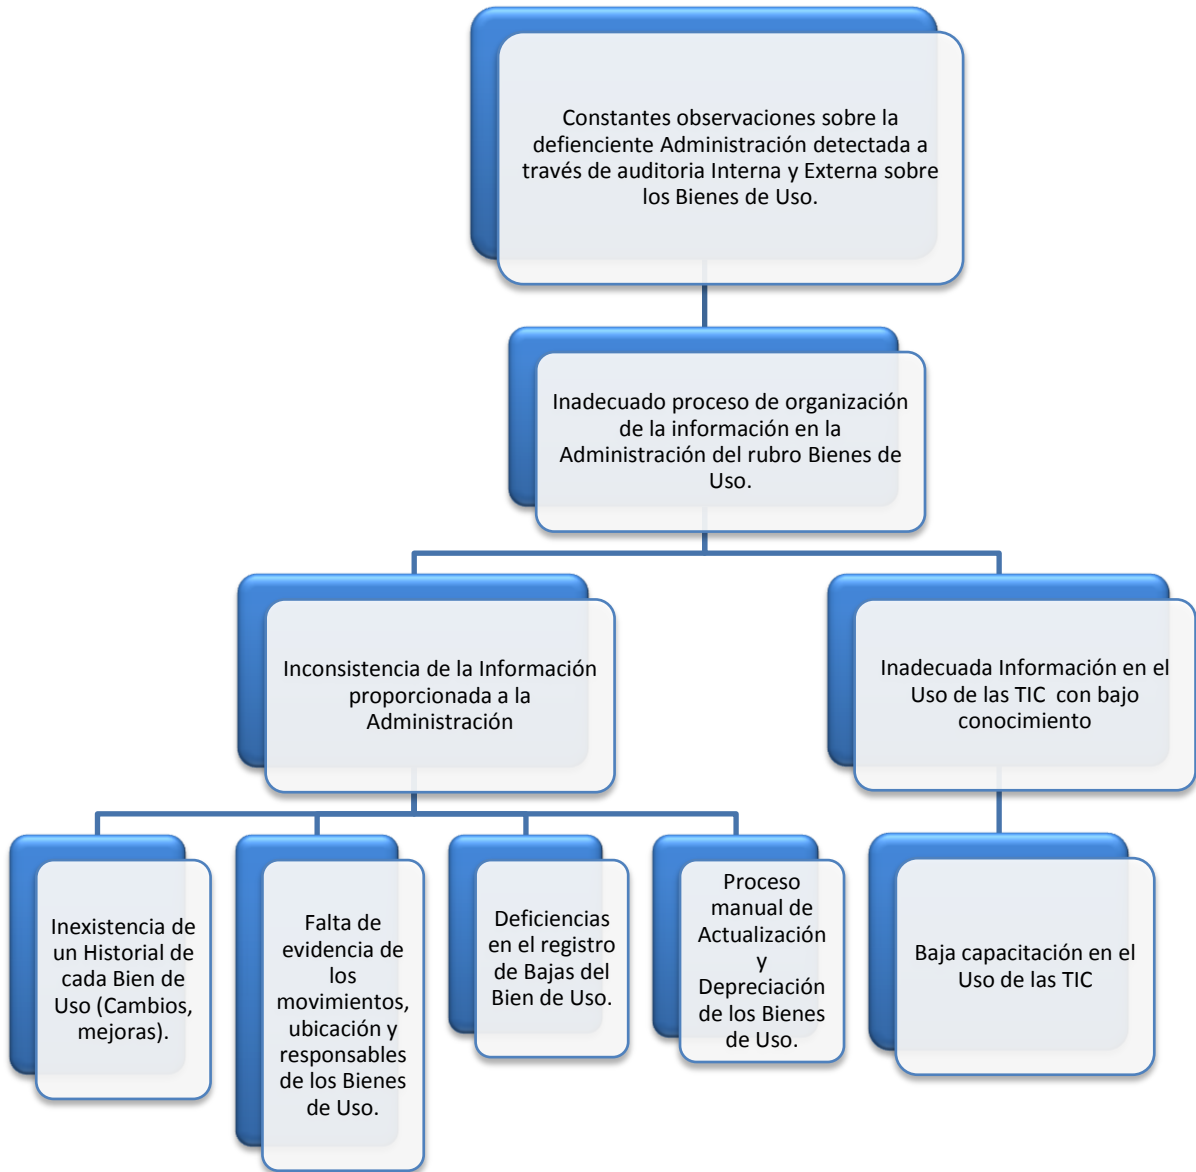 Constantes observaciones sobre la
defienciente Administración detectada a
través de auditoria Interna y Externa sobre
los Bienes de Uso.
Inadecuado proceso de organización
de la información en la
Administración del rubro Bienes de
Uso.
Inconsistencia de la Información
proporcionada a la
Administración
Inadecuada Información en el
Uso de las TIC con bajo
conocimiento
Inexistencia de
un Historial de
cada Bien de
Uso (Cambios,
mejoras).
Falta de
evidencia de
los
movimientos,
ubicación y
responsables
de los Bienes
de Uso.
Deficiencias
en el registro
de Bajas del
Bien de Uso.
Proceso
manual de
Actualización
y
Depreciación
de los Bienes
de Uso.
Baja capacitación en el
Uso de las TIC